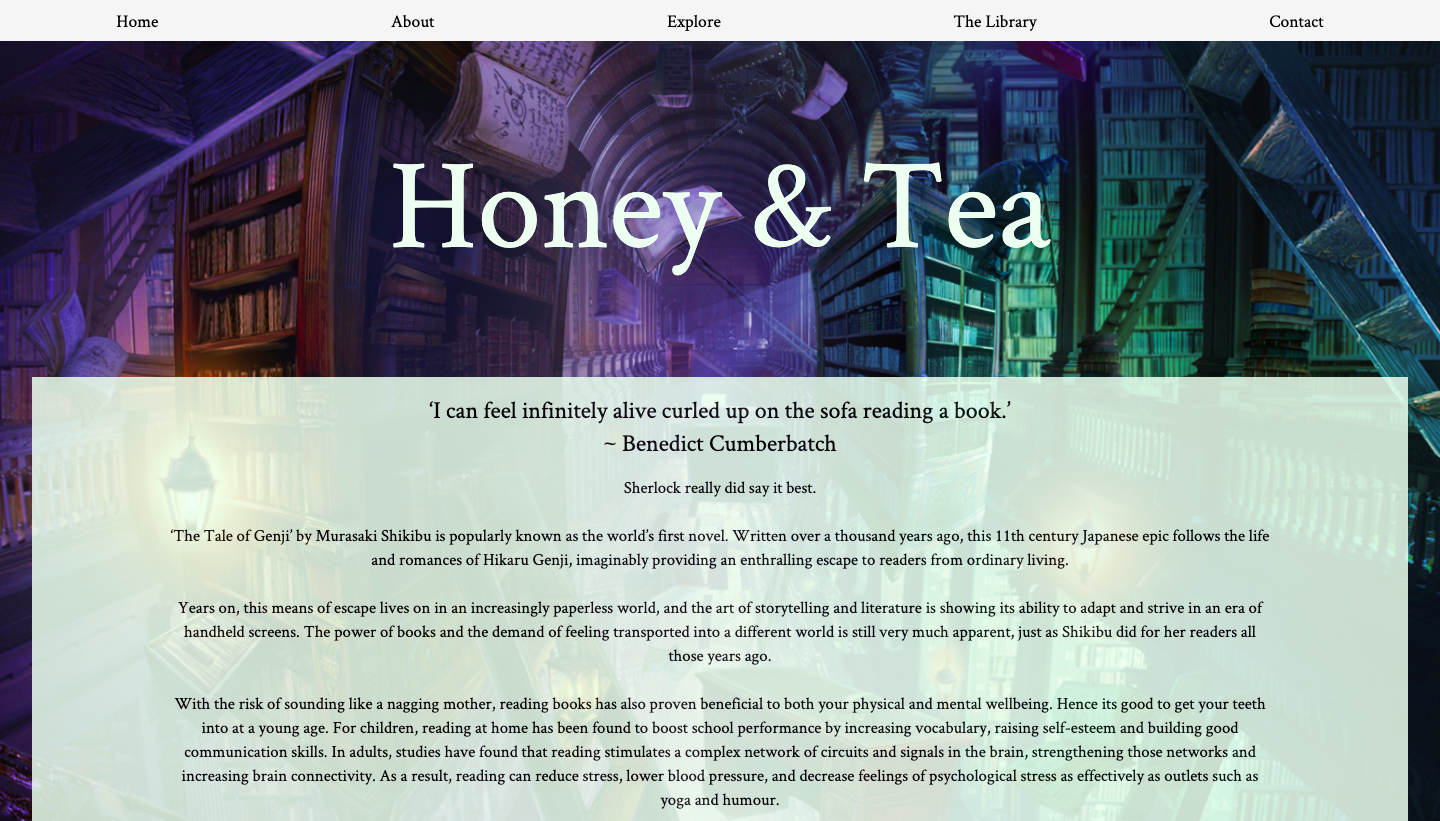 Home About Explore The Library Contact
Honey & Tea
‘I can feel infinitely alive curled up on the sofa reading a book.’
~ Benedict Cumberbatch
Sherlock really did say it best.
‘The Tale of Genji’ by Murasaki Shikibu is popularly known as the world’s first novel. Written over a thousand years ago, this 11th century Japanese epic follows the life
and romances of Hikaru Genji, imaginably providing an enthralling escape to readers from ordinary living.
Years on, this means of escape lives on in an increasingly paperless world, and the art of storytelling and literature is showing its ability to adapt and strive in an era of
handheld screens. The power of books and the demand of feeling transported into a different world is still very much apparent, just as Shikibu did for her readers all
those years ago.
With the risk of sounding like a nagging mother, reading books has also proven beneficial to both your physical and mental wellbeing. Hence its good to get your teeth
into at a young age. For children, reading at home has been found to boost school performance by increasing vocabulary, raising self-esteem and building good
communication skills. In adults, studies have found that reading stimulates a complex network of circuits and signals in the brain, strengthening those networks and
increasing brain connectivity. As a result, reading can reduce stress, lower blood pressure, and decrease feelings of psychological stress as effectively as outlets such as
yoga and humour.